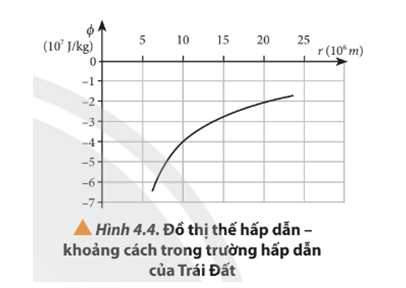 ϕ
(10⁷ J/kg)
5 10 15 20 25
r (10⁶ m)
0
−1
−2
−3
−4
−5
−6
−7
Hình 4.4. Đồ thị thế hấp dẫn –
khoảng cách trong trường hấp dẫn
của Trái Đất